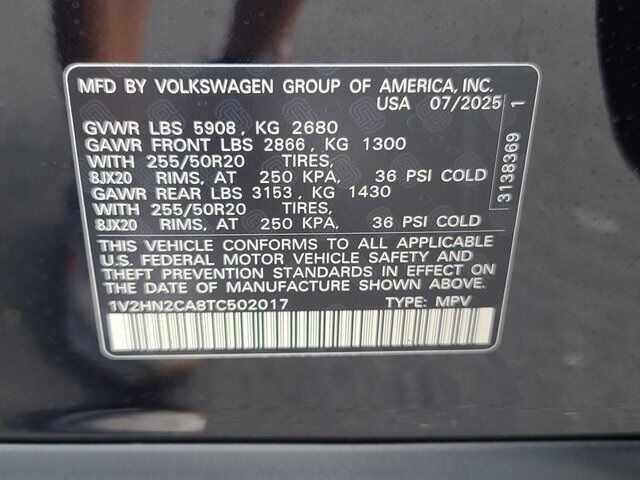 MFD BY VOLKSWAGEN GROUP OF AMERICA, INC.
USA 07/2025 1
GVWR LBS 5908, KG 2680
GAWR FRONT LBS 2866, KG 1300
WITH 255/50R20 TIRES,
8JX20 RIMS, AT 250 KPA, 36 PSI COLD
GAWR REAR LBS 3153, KG 1430
WITH 255/50R20 TIRES,
8JX20 RIMS, AT 250 KPA, 36 PSI COLD
3138369
THIS VEHICLE CONFORMS TO ALL APPLICABLE
U.S. FEDERAL MOTOR VEHICLE SAFETY AND
THEFT PREVENTION STANDARDS IN EFFECT ON
THE DATE OF MANUFACTURE SHOWN ABOVE.
1V2HN2CA8TC502017 TYPE: MPV